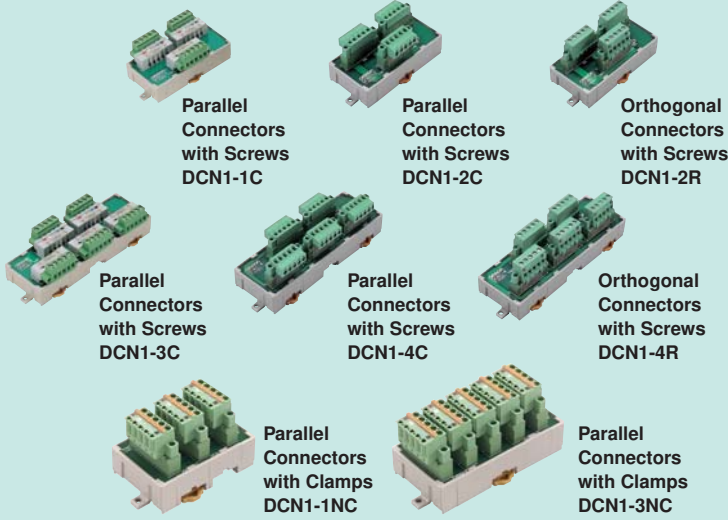 Parallel
Connectors
with Screws
DCN1-1C
Parallel
Connectors
with Screws
DCN1-2C
Orthogonal
Connectors
with Screws
DCN1-2R
Parallel
Connectors
with Screws
DCN1-3C
Parallel
Connectors
with Screws
DCN1-4C
Orthogonal
Connectors
with Screws
DCN1-4R
Parallel
Connectors
with Clamps
DCN1-1NC
Parallel
Connectors
with Clamps
DCN1-3NC